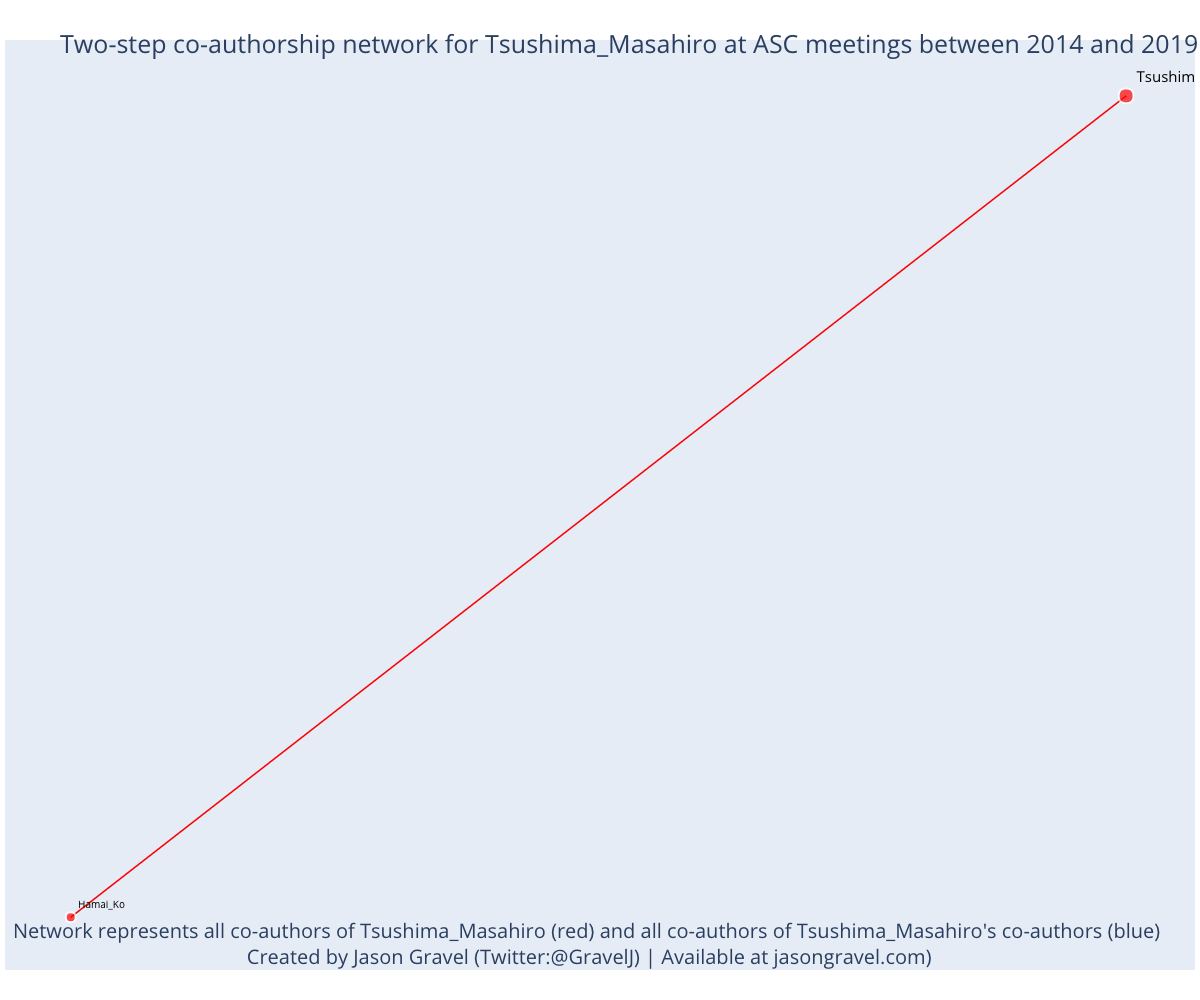 Two-step co-authorship network for Tsushima_Masahiro at ASC meetings between 2014 and 2019
Tsushim
Hamai_Ko
Network represents all co-authors of Tsushima_Masahiro (red) and all co-authors of Tsushima_Masahiro's co-authors (blue)
Created by Jason Gravel (Twitter:@GravelJ) | Available at jasongravel.com)